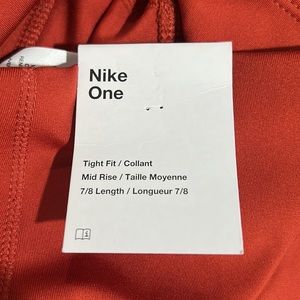 Nike
One
Tight Fit / Collant
Mid Rise / Taille Moyenne
7/8 Length / Longueur 7/8